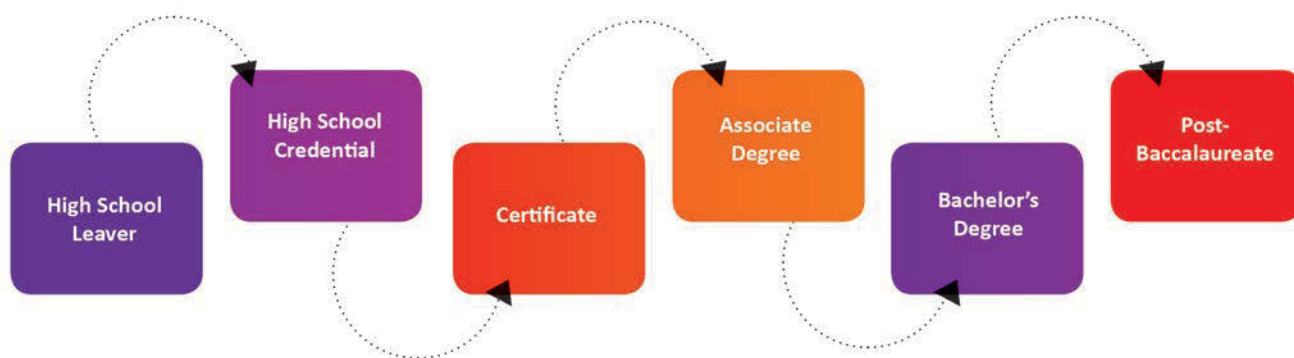 High School
Leaver
High School
Credential
Certificate
Associate
Degree
Bachelor’s
Degree
Post-
Baccalaureate